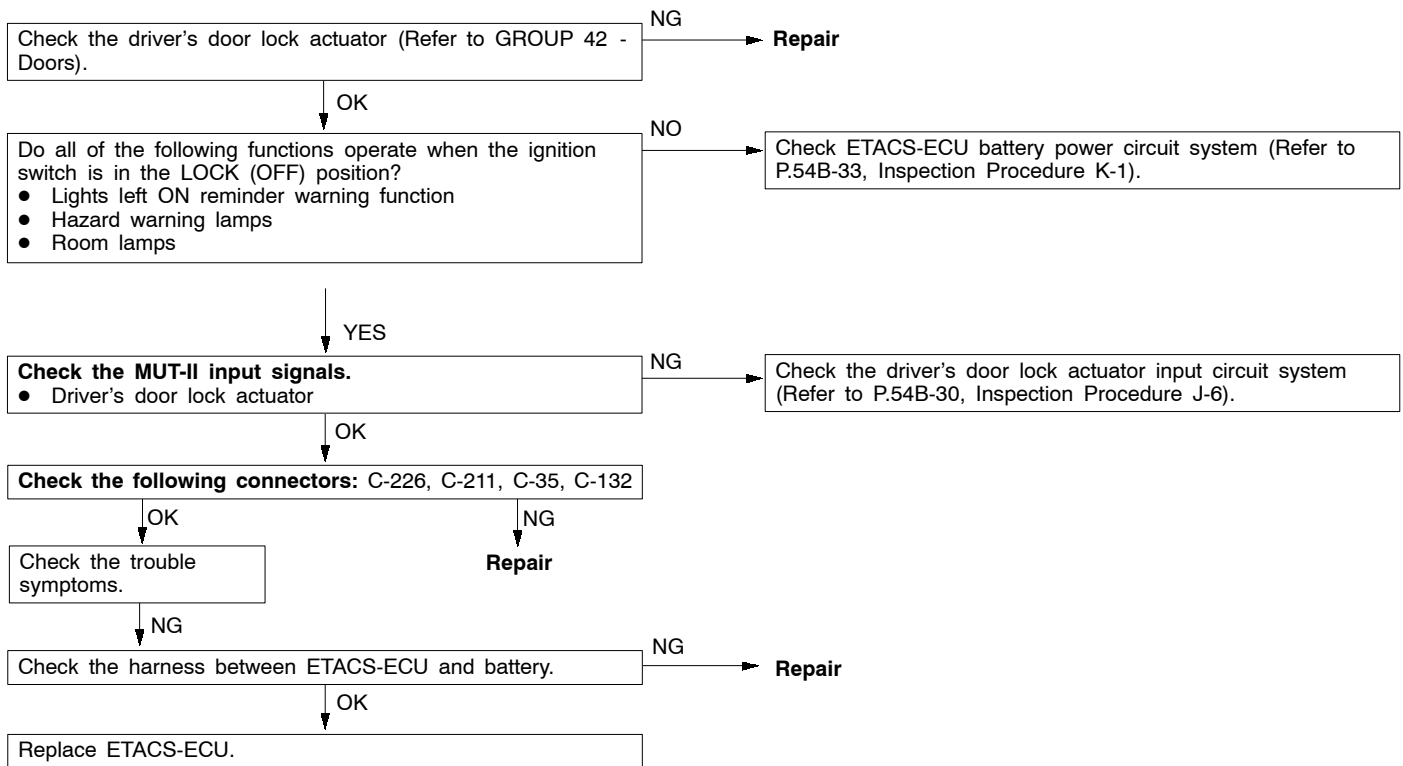 NG
Check the driver's door lock actuator (Refer to GROUP 42 -
Doors).
Repair
OK
NO
Do all of the following functions operate when the ignition
switch is in the LOCK (OFF) position?
● Lights left ON reminder warning function
● Hazard warning lamps
● Room lamps
Check ETACS-ECU battery power circuit system (Refer to
P.54B-33, Inspection Procedure K-1).
YES
NG
Check the MUT-II input signals.
● Driver's door lock actuator
Check the driver's door lock actuator input circuit system
(Refer to P.54B-30, Inspection Procedure J-6).
OK
Check the following connectors: C-226, C-211, C-35, C-132
OK
NG
Check the trouble
symptoms.
Repair
NG
NG
Check the harness between ETACS-ECU and battery.
Repair
OK
Replace ETACS-ECU.